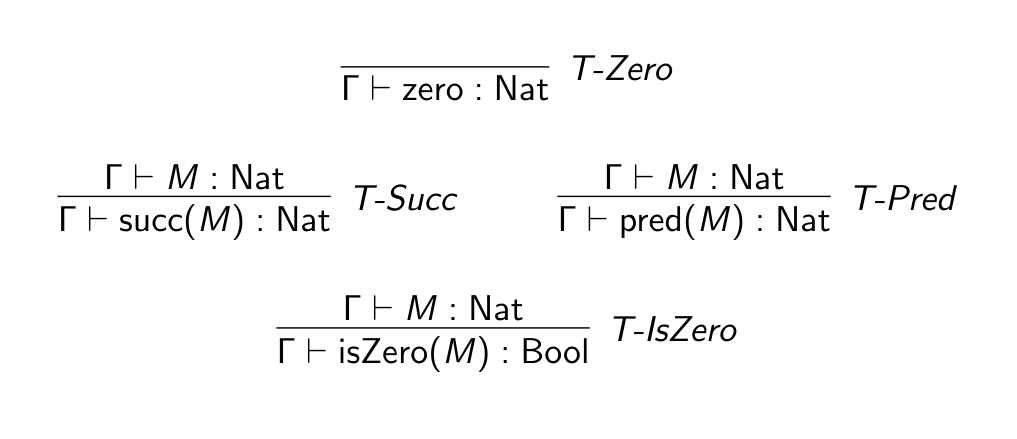 Γ ⊢ zero : Nat T-Zero
Γ ⊢ M : Nat
Γ ⊢ succ(M) : Nat T-Succ
Γ ⊢ M : Nat
Γ ⊢ pred(M) : Nat T-Pred
Γ ⊢ M : Nat
Γ ⊢ isZero(M) : Bool T-IsZero